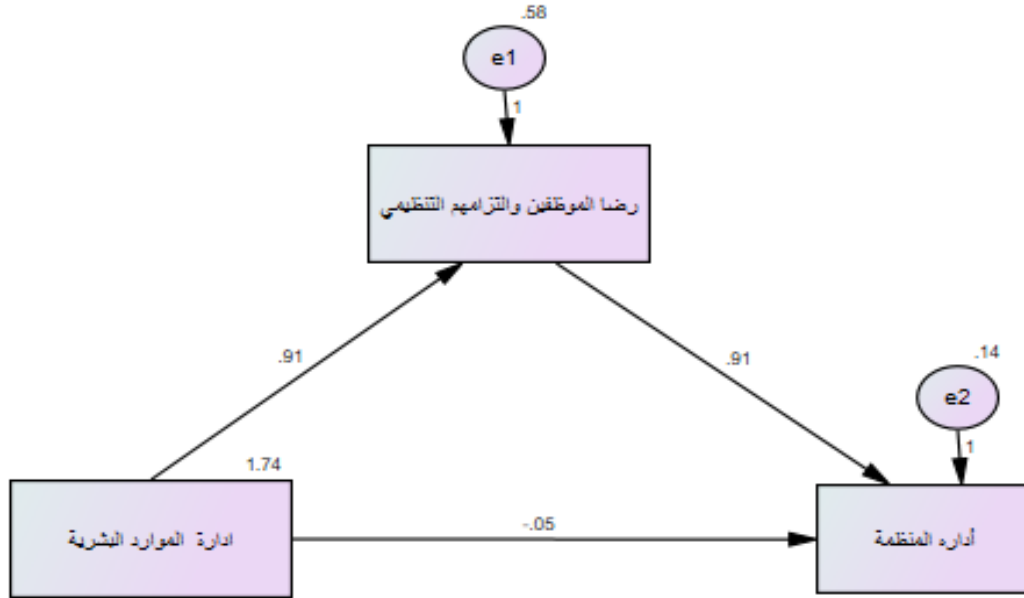 .58
e1
1
رضا الموظفين والتزامهم التنظيمي
.91
.91
.14
e2
1
1.74
ادارة الموارد البشرية
-.05
أداره المنظمة